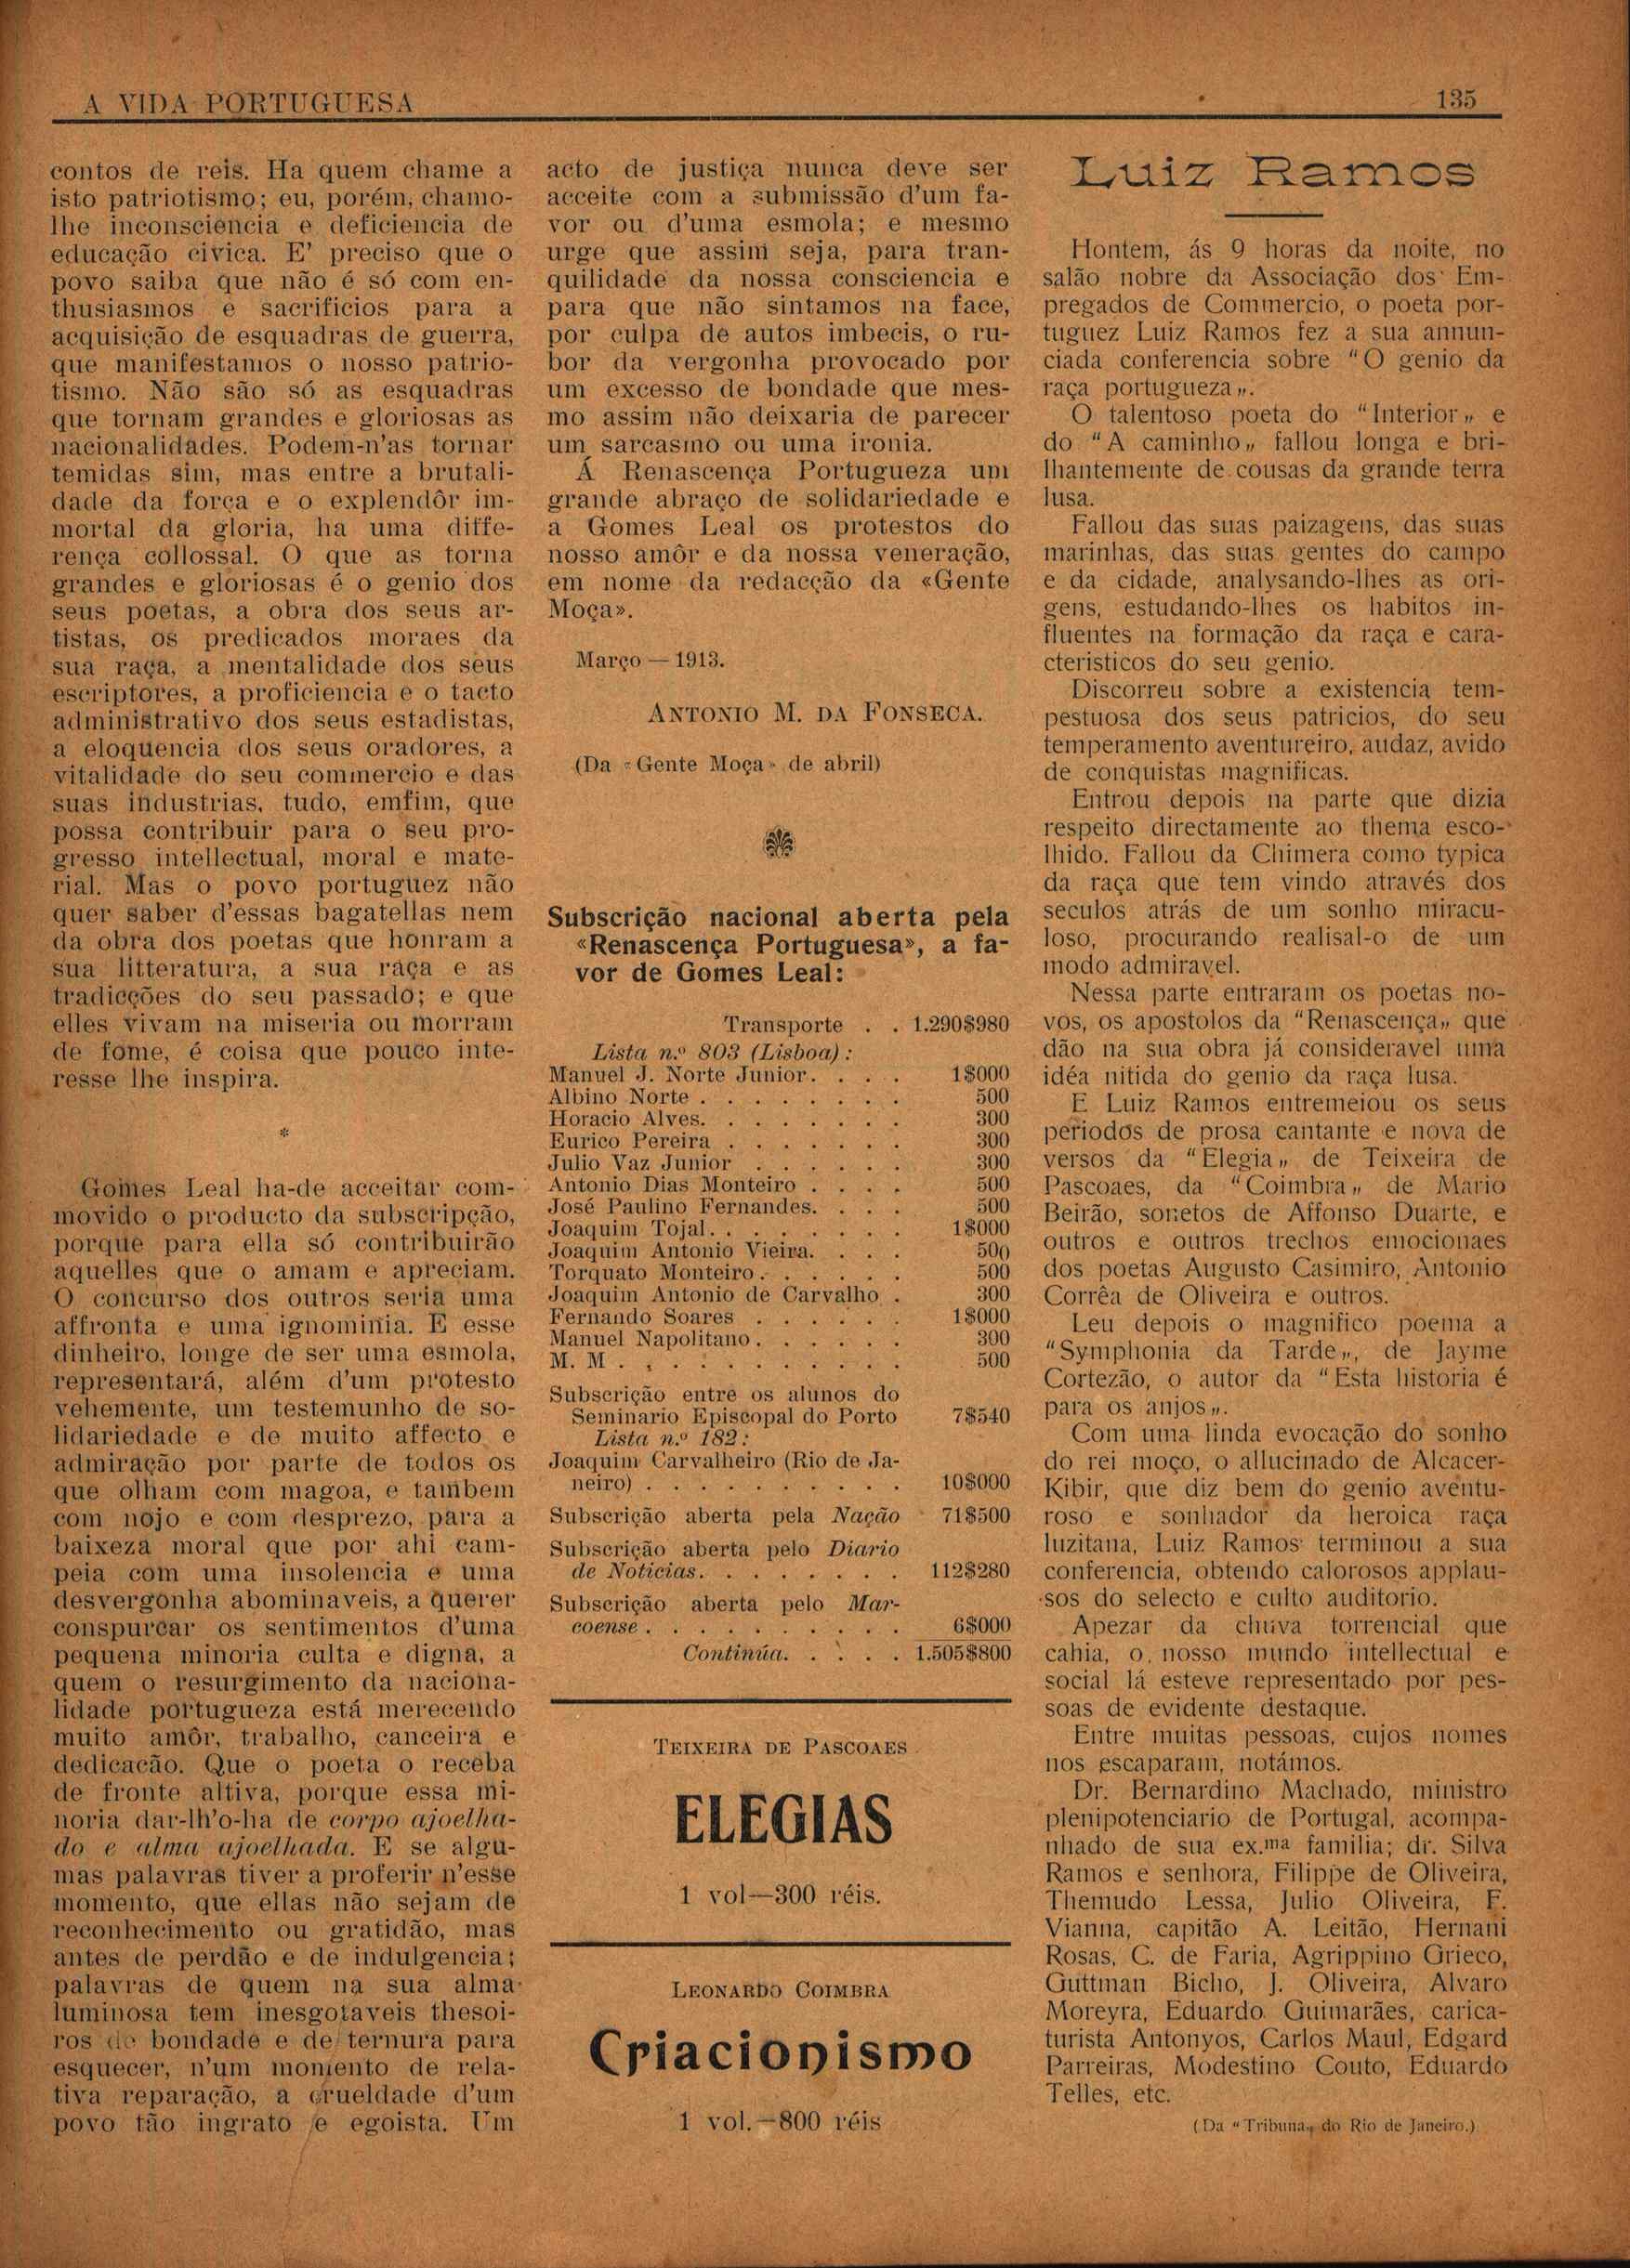 A VIDA PORTUGUESA
135
contos de reis. Ha quem chame a
isto patriotismo; eu, porém, chamo-
lhe inconsciencia e deficiencia de
educação civica. E' preciso que o
povo saiba que não é só com en-
thusiasmos e sacrificios para a
acquisição de esquadras de guerra,
que manifestamos o nosso patrio-
tismo. Não são só as esquadras
que tornam grandes e gloriosas as
nacionalidades. Podem-n'as tornar
temidas sim, mas entre a brutali-
dade da força e o explendôr im-
mortal da gloria, ha uma diffe-
rença collossal. O que as torna
grandes e gloriosas é o genio dos
seus poetas, a obra dos seus ar-
tistas, os predicados moraes da
sua raça, a mentalidade dos seus
escriptores, a proficiencia e o tacto
administrativo dos seus estadistas,
a eloquencia dos seus oradores, a
vitalidade do seu commercio e das
suas industrias, tudo, emfim, que
possa contribuir para o seu pro-
gresso intellectual, moral e mate-
rial. Mas o povo portuguez não
quer saber d'essas bagatellas nem
da obra dos poetas que honram a
sua litteratura, a sua raça e as
tradicções do seu passado; e que
elles vivam na miseria ou morram
de fome, é coisa que pouco inte-
resse lhe inspira.
*
Gomes Leal ha-de acceitar com-
movido o producto da subscripção,
porque para ella só contribuirão
aquelles que o amam e apreciam.
O concurso dos outros seria uma
affronta e uma ignominia. E esse
dinheiro, longe de ser uma esmola,
representará, além d'um protesto
vehemente, um testemunho de so-
lidariedade e de muito affecto e
admiração por parte de todos os
que olham com magoa, e tambem
com nojo e com desprezo, para a
baixeza moral que por ahi cam-
peia com uma insolencia e uma
desvergonha abominaveis, a querer
conspurcar os sentimentos d'uma
pequena minoria culta e digna, a
quem o resurgimento da naciona-
lidade portugueza está merecendo
muito amôr, trabalho, canceira e
dedicacão. Que o poeta o receba
de fronte altiva, porque essa mi-
noria dar-lh'o-ha de corpo ajoelha-
do e alma ajoelhada. E se algu-
mas palavras tiver a proferir n'esse
momento, que ellas não sejam de
reconhecimento ou gratidão, mas
antes de perdão e de indulgencia;
palavras de quem na sua alma
luminosa tem inesgotaveis thesoi-
ros de bondade e de ternura para
esquecer, n'um momento de rela-
tiva reparação, a crueldade d'um
povo tão ingrato e egoista. Um
acto de justiça nunca deve ser
acceite com a submissão d'um fa-
vor ou d'uma esmola; e mesmo
urge que assim seja, para tran-
quilidade da nossa consciencia e
para que não sintamos na face,
por culpa de autos imbecis, o ru-
bor da vergonha provocado por
um excesso de bondade que mes-
mo assim não deixaria de parecer
um sarcasmo ou uma ironia.
Á Renascença Portugueza um
grande abraço de solidariedade e
a Gomes Leal os protestos do
nosso amôr e da nossa veneração,
em nome da redacção da «Gente
Moça».
Março — 1913.
ANTONIO M. DA FONSECA.
(Da «Gente Moça» de abril)
Subscrição nacional aberta pela
«Renascença Portuguesa», a fa-
vor de Gomes Leal:
Transporte . . 1.290$980
Lista n.º 803 (Lisboa):
Manuel J. Norte Junior. . . . 1$000
Albino Norte . . . . . . . . 500
Horacio Alves. . . . . . . . 300
Eurico Pereira . . . . . . . 300
Julio Vaz Junior . . . . . . 300
Antonio Dias Monteiro . . . . 500
José Paulino Fernandes. . . . 500
Joaquim Tojal. . . . . . . . 1$000
Joaquim Antonio Vieira. . . . 500
Torquato Monteiro. . . . . . 500
Joaquim Antonio de Carvalho . 300
Fernando Soares . . . . . . 1$000
Manuel Napolitano. . . . . . 300
M. M . . . . . . . . . . . 500
Subscrição entre os alunos do
Seminario Episcopal do Porto 7$540
Lista n.º 182:
Joaquim Carvalheiro (Rio de Ja-
neiro) . . . . . . . . . . 10$000
Subscrição aberta pela Nação 71$500
Subscrição aberta pelo Diario
de Noticias. . . . . . . . 112$280
Subscrição aberta pelo Mar-
coense . . . . . . . . . . 6$000
Continúa. . . . . 1.505$800
TEIXEIRA DE PASCOAES
ELEGIAS
1 vol—300 réis.
LEONARDO COIMBRA
Criacionismo
1 vol.—800 réis
Luiz Ramos
Hontem, ás 9 horas da noite, no
salão nobre da Associação dos Em-
pregados de Commercio, o poeta por-
tuguez Luiz Ramos fez a sua annun-
ciada conferencia sobre "O genio da
raça portugueza„.
O talentoso poeta do "Interior„ e
do "A caminho„ fallou longa e bri-
lhantemente de cousas da grande terra
lusa.
Fallou das suas paizagens, das suas
marinhas, das suas gentes do campo
e da cidade, analysando-lhes as ori-
gens, estudando-lhes os habitos in-
fluentes na formação da raça e cara-
cteristicos do seu genio.
Discorreu sobre a existencia tem-
pestuosa dos seus patricios, do seu
temperamento aventureiro, audaz, avido
de conquistas magnificas.
Entrou depois na parte que dizia
respeito directamente ao thema esco-
lhido. Fallou da Chimera como typica
da raça que tem vindo através dos
seculos atrás de um sonho miracu-
loso, procurando realisal-o de um
modo admiravel.
Nessa parte entraram os poetas no-
vos, os apostolos da "Renascença„ que
dão na sua obra já consideravel uma
idéa nitida do genio da raça lusa.
E Luiz Ramos entremeiou os seus
periodos de prosa cantante e nova de
versos da "Elegia„ de Teixeira de
Pascoaes, da "Coimbra„ de Mario
Beirão, sonetos de Affonso Duarte, e
outros e outros trechos emocionaes
dos poetas Augusto Casimiro, Antonio
Corrêa de Oliveira e outros.
Leu depois o magnifico poema a
"Symphonia da Tarde„, de Jayme
Cortezão, o autor da "Esta historia é
para os anjos„.
Com uma linda evocação do sonho
do rei moço, o allucinado de Alcacer-
Kibir, que diz bem do genio aventu-
roso e sonhador da heroica raça
luzitana, Luiz Ramos terminou a sua
conferencia, obtendo calorosos applau-
sos do selecto e culto auditorio.
Apezar da chuva torrencial que
cahia, o nosso mundo intellectual e
social lá esteve representado por pes-
soas de evidente destaque.
Entre muitas pessoas, cujos nomes
nos escaparam, notámos.
Dr. Bernardino Machado, ministro
plenipotenciario de Portugal, acompa-
nhado de sua ex.ma familia; dr. Silva
Ramos e senhora, Filippe de Oliveira,
Themudo Lessa, Julio Oliveira, F.
Vianna, capitão A. Leitão, Hernani
Rosas, C. de Faria, Agrippino Grieco,
Guttman Bicho, J. Oliveira, Alvaro
Moreyra, Eduardo Guimarães, carica-
turista Antonyos, Carlos Maul, Edgard
Parreiras, Modestino Couto, Eduardo
Telles, etc.
(Da "Tribuna„ do Rio de Janeiro.)